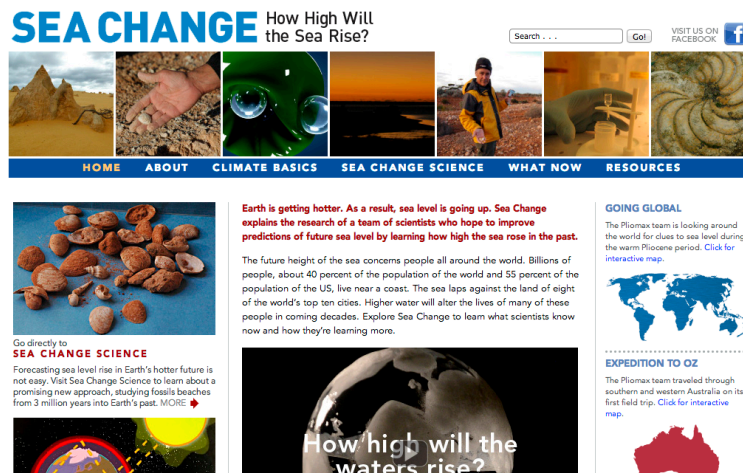 SEA CHANGE
How High Will
the Sea Rise?
Search . . .
Go!
VISIT US ON
FACEBOOK
f
HOME ABOUT CLIMATE BASICS SEA CHANGE SCIENCE WHAT NOW RESOURCES
Go directly to
SEA CHANGE SCIENCE
Forecasting sea level rise in Earth's hotter future is
not easy. Visit Sea Change Science to learn about a
promising new approach, studying fossils beaches
from 3 million years into Earth's past. MORE
Earth is getting hotter. As a result, sea level is going up. Sea Change
explains the research of a team of scientists who hope to improve
predictions of future sea level by learning how high the sea rose in the past.
The future height of the sea concerns people all around the world. Billions of
people, about 40 percent of the population of the world and 55 percent of the
population of the US, live near a coast. The sea laps against the land of eight
of the world's top ten cities. Higher water will alter the lives of many of these
people in coming decades. Explore Sea Change to learn what scientists know
now and how they're learning more.
How high will the
waters rise?
GOING GLOBAL
The Pliomax team is looking around
the world for clues to sea level during
the warm Pliocene period. Click for
interactive map.
EXPEDITION TO OZ
The Pliomax team traveled through
southern and western Australia on its
first field trip. Click for interactive
map.